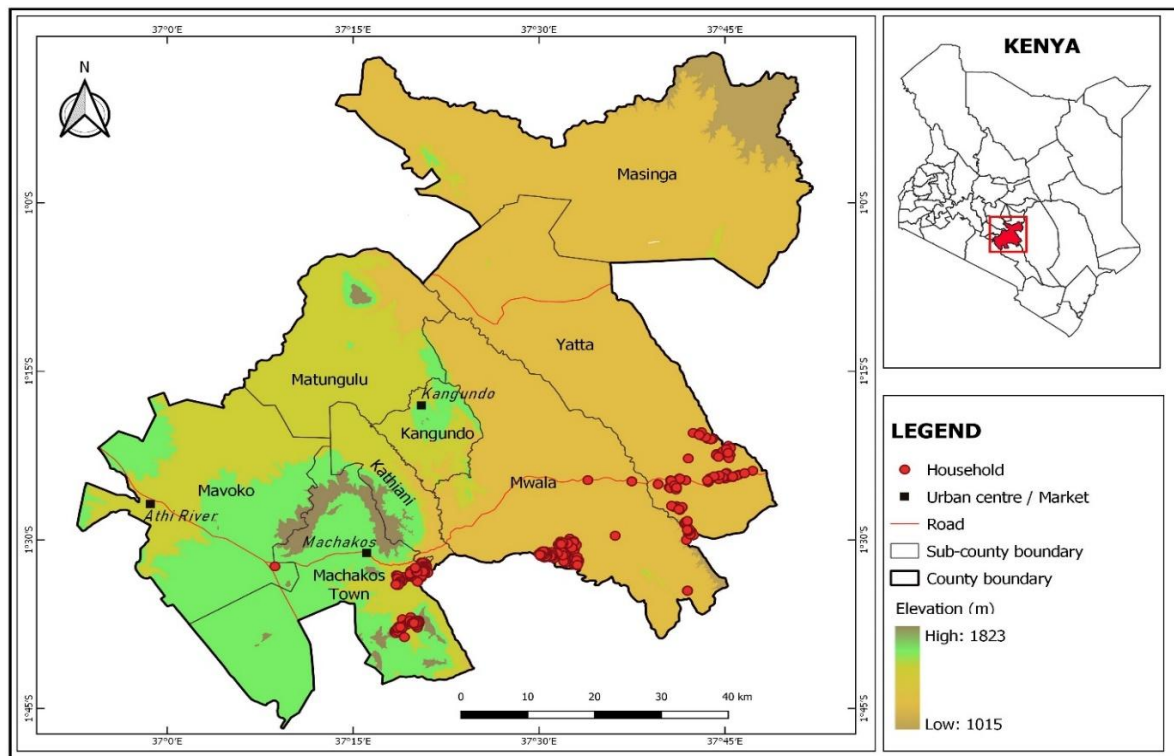 37°0'E 37°15'E 37°30'E 37°45'E
N
1°0'S
1°15'S
1°30'S
1°45'S
Masinga
Yatta
Matungulu
Kangundo
Kangundo
Kathiani
Mwala
Mavoko
Athi River
Machakos
Machakos
Town
0 10 20 30 40 km
37°0'E 37°15'E 37°30'E 37°45'E
1°0'S
1°15'S
1°30'S
1°45'S
KENYA
LEGEND
Household
Urban centre / Market
Road
Sub-county boundary
County boundary
Elevation (m)
High: 1823
Low: 1015